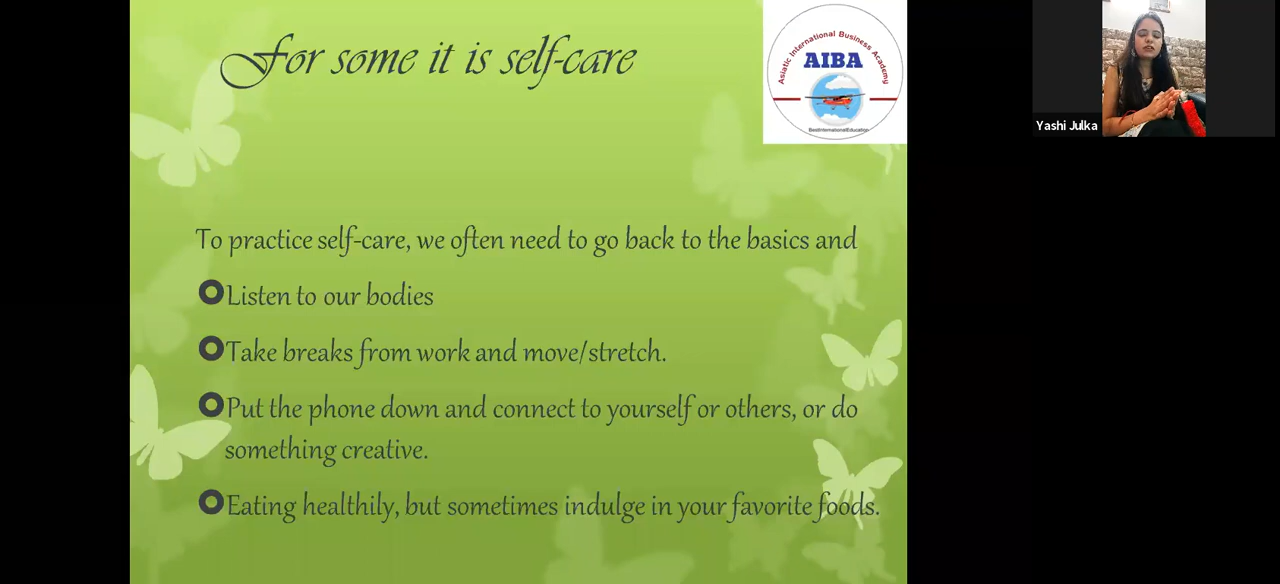 For some it is self-care
Asiatic International Business Academy
AIBA
BestInternationalEducation
Yashi Julka
To practice self-care, we often need to go back to the basics and
Listen to our bodies
Take breaks from work and move/stretch.
Put the phone down and connect to yourself or others, or do
something creative.
Eating healthily, but sometimes indulge in your favorite foods.